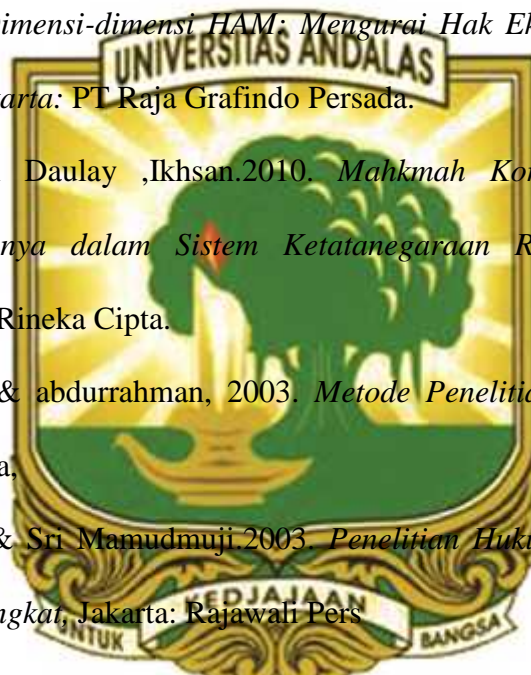 imensi-dimensi HAM: Mengurai Hak Ek
UNIVERSITAS ANDALAS
arta: PT Raja Grafindo Persada.
Daulay ,Ikhsan.2010. Mahkmah Kon
nya dalam Sistem Ketatanegaraan R
Rineka Cipta.
& abdurrahman, 2003. Metode Penelitia
a,
& Sri Mamudmuji.2003. Penelitian Huku
ngkat, Jakarta: Rajawali Pers
UNTUK KEDJAJAAN BANGSA